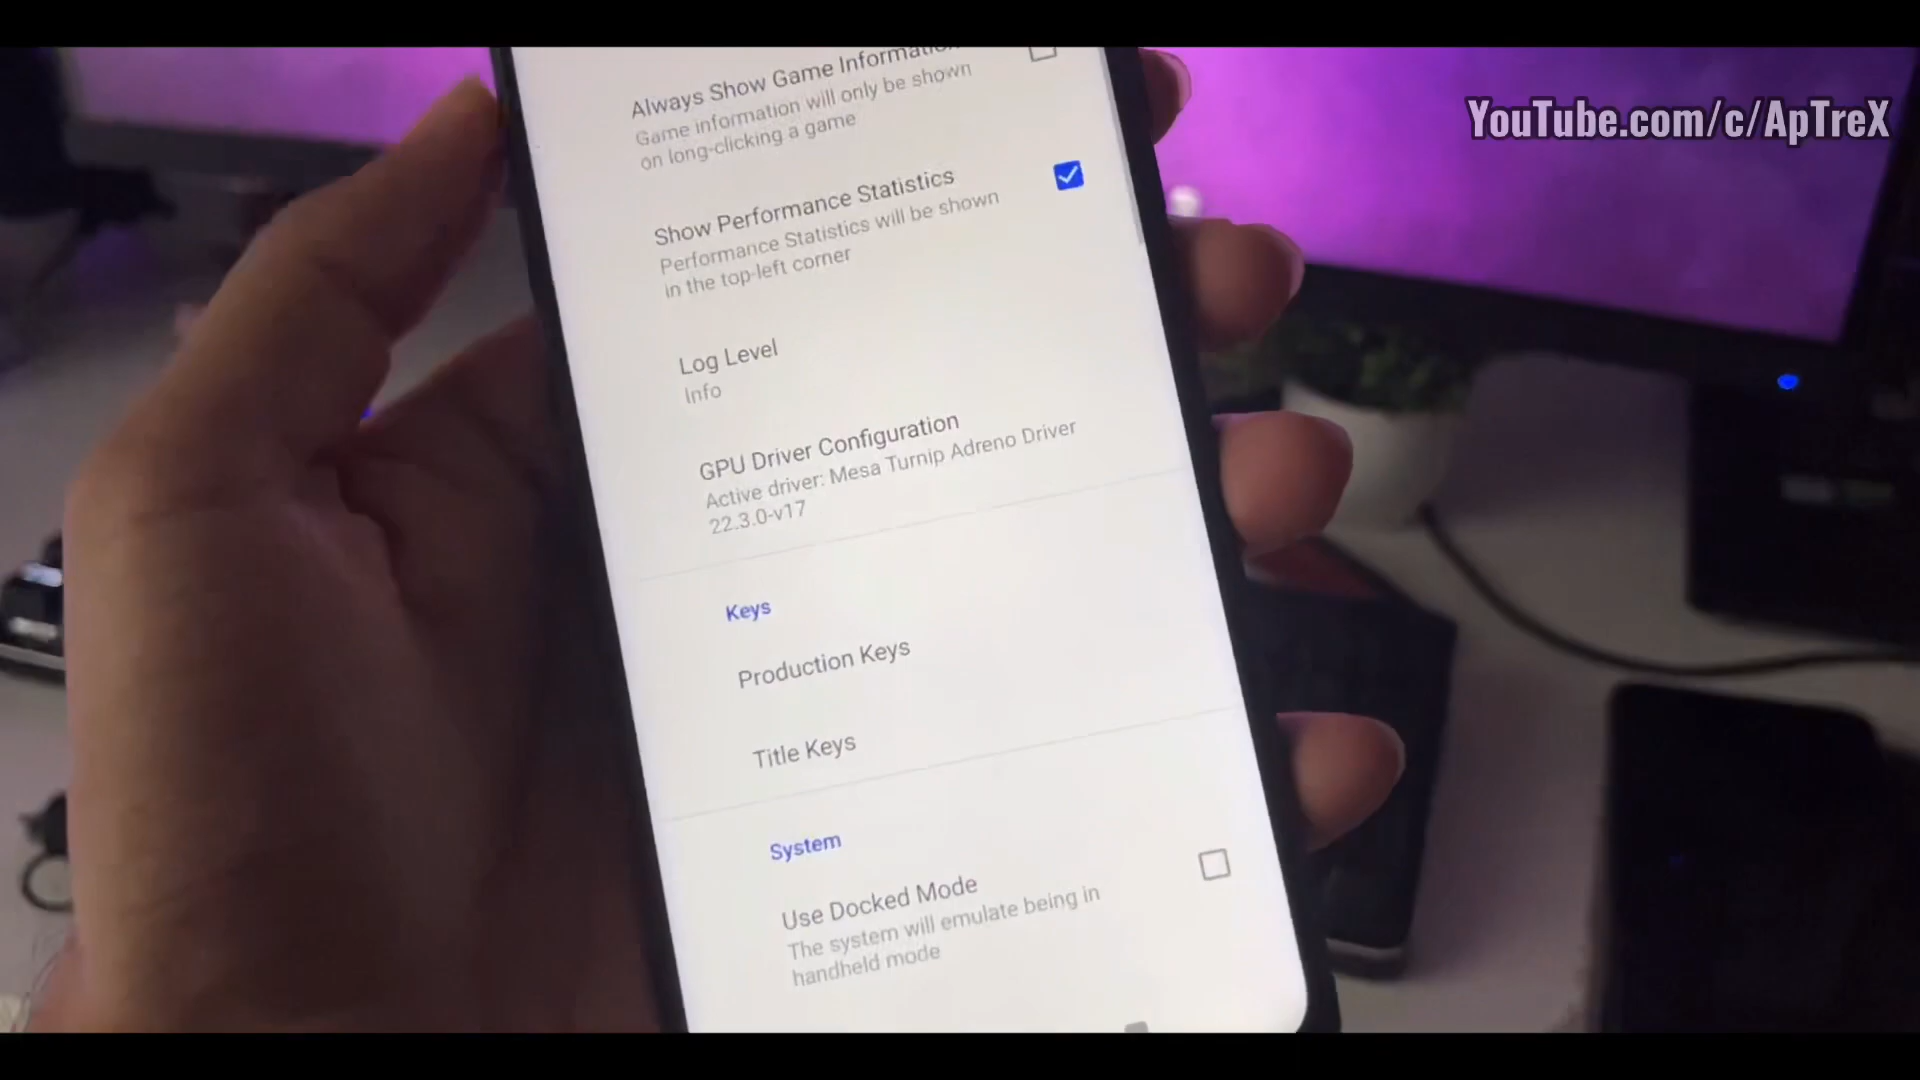 YouTube.com/c/ApTreX
Always Show Game Information
Game information will only be shown
on long-clicking a game
Show Performance Statistics
Performance Statistics will be shown
in the top-left corner
Log Level
Info
GPU Driver Configuration
Active driver: Mesa Turnip Adreno Driver
22.3.0-v17
Keys
Production Keys
Title Keys
System
Use Docked Mode
The system will emulate being in
handheld mode